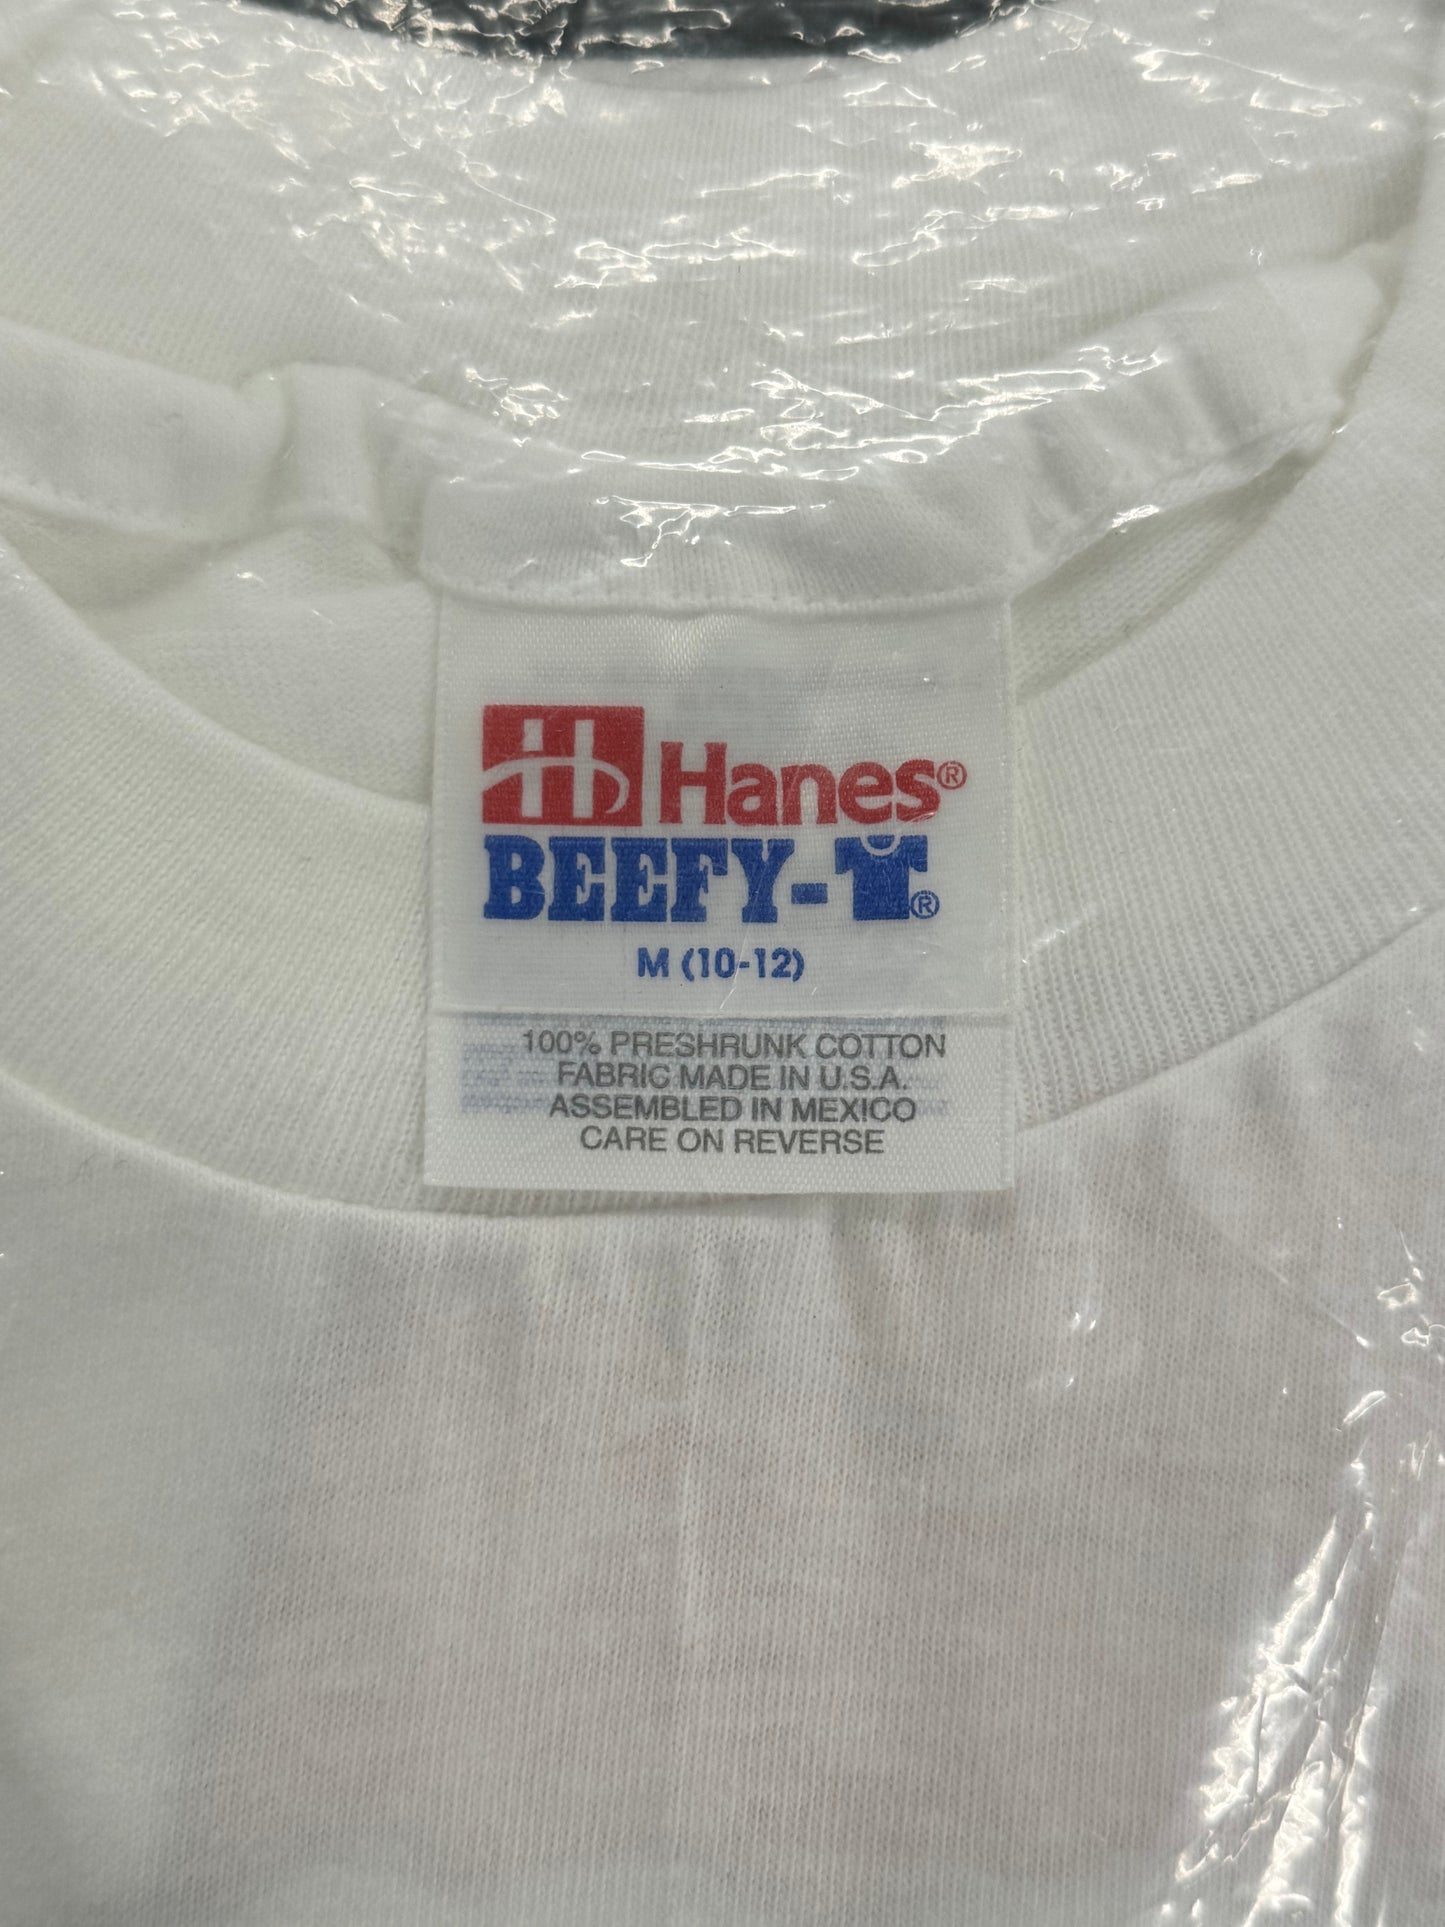 Hanes®
BEEFY-T®
M (10-12)
100% PRESHRUNK COTTON
FABRIC MADE IN U.S.A.
ASSEMBLED IN MEXICO
CARE ON REVERSE